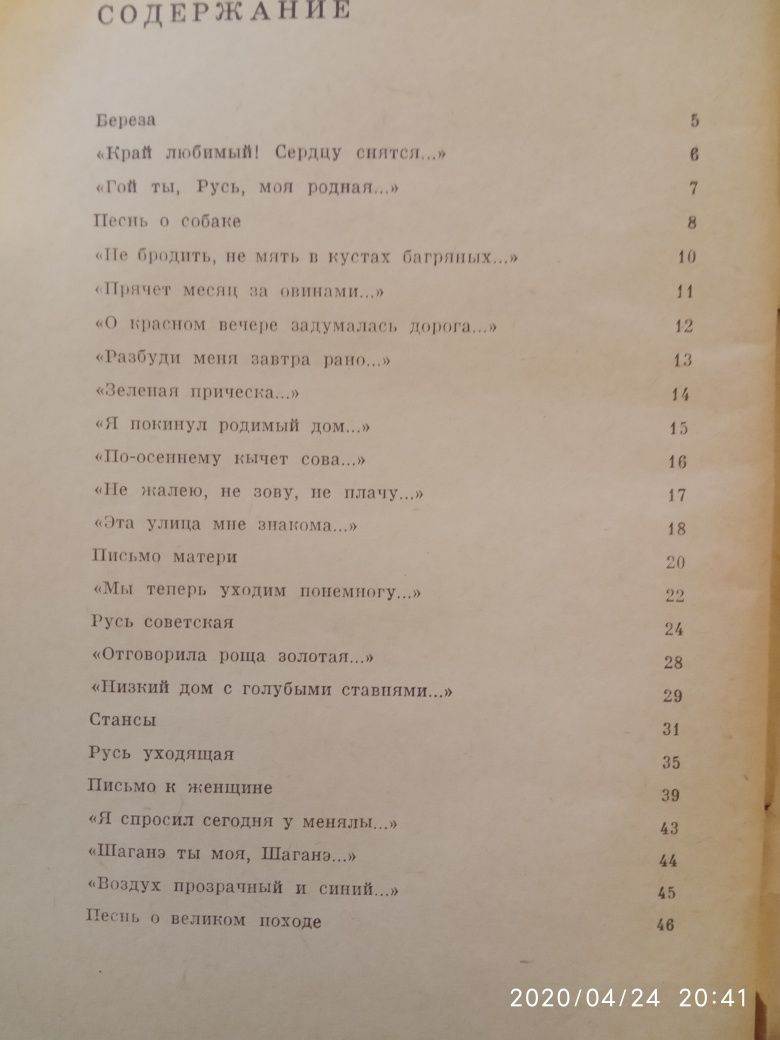 СОДЕРЖАНИЕ
Береза 5
«Край любимый! Сердцу снятся...» 6
«Гой ты, Русь, моя родная...» 7
Песнь о собаке 8
«Не бродить, не мять в кустах багряных...» 10
«Прячет месяц за овинами...» 11
«О красном вечере задумалась дорога...» 12
«Разбуди меня завтра рано...» 13
«Зеленая прическа...» 14
«Я покинул родимый дом...» 15
«По-осеннему кычет сова...» 16
«Не жалею, не зову, не плачу...» 17
«Эта улица мне знакома...» 18
Письмо матери 20
«Мы теперь уходим понемногу...» 22
Русь советская 24
«Отговорила роща золотая...» 28
«Низкий дом с голубыми ставнями...» 29
Стансы 31
Русь уходящая 35
Письмо к женщине 39
«Я спросил сегодня у менялы...» 43
«Шаганэ ты моя, Шаганэ...» 44
«Воздух прозрачный и синий...» 45
Песнь о великом походе 46
2020/04/24 20:41